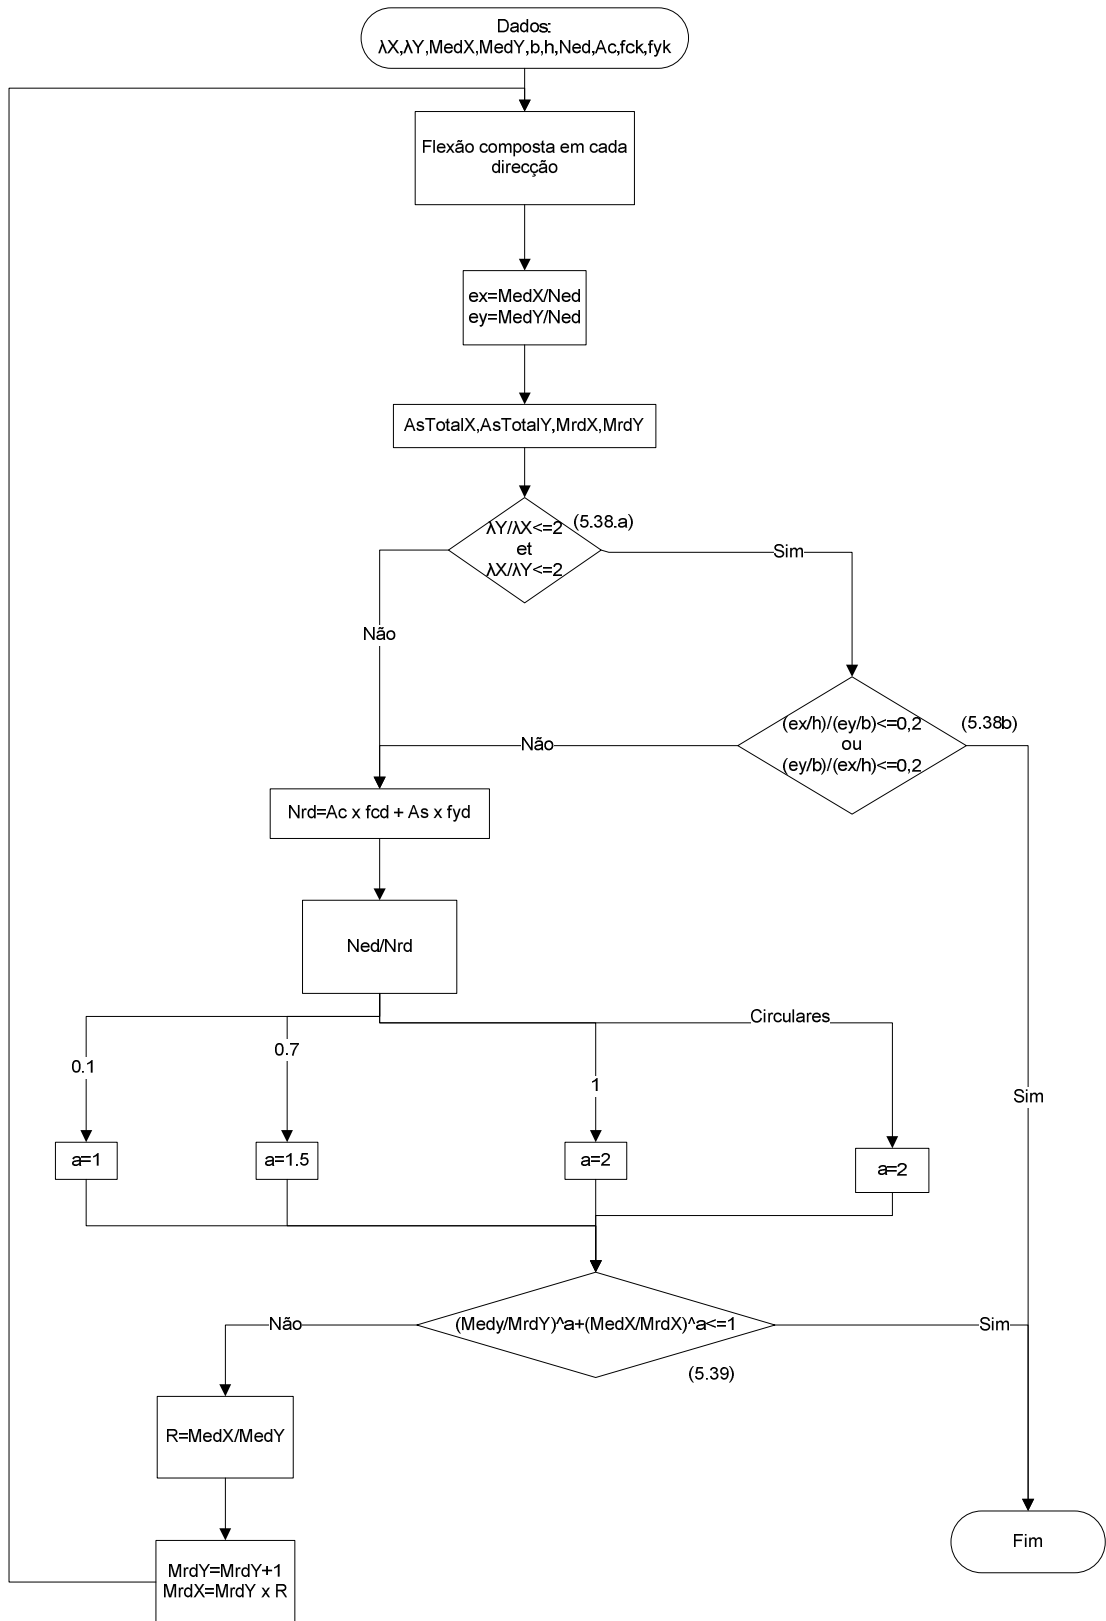 Dados:
λX,λY,MedX,MedY,b,h,Ned,Ac,fck,fyk
Flexão composta em cada
direcção
ex=MedX/Ned
ey=MedY/Ned
AsTotalX,AsTotalY,MrdX,MrdY
λY/λX<=2
et
λX/λY<=2
(5.38.a)
Sim
Não
(ex/h)/(ey/b)<=0,2
ou
(ey/b)/(ex/h)<=0,2
(5.38b)
Não
Nrd=Ac x fcd + As x fyd
Ned/Nrd
Circulares
0.1
0.7
1
Sim
a=1
a=1.5
a=2
a=2
(Medy/MrdY)^a+(MedX/MrdX)^a<=1
Não
Sim
(5.39)
R=MedX/MedY
Fim
MrdY=MrdY+1
MrdX=MrdY x R